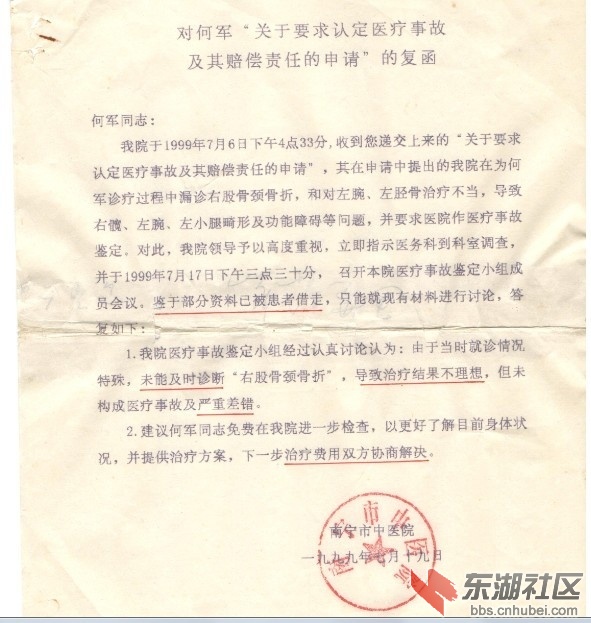 对何军“关于要求认定医疗事故
及其赔偿责任的申请”的复函
何军同志：
我院于1999年7月6日下午4点33分,收到您递交上来的“关于要求
认定医疗事故及其赔偿责任的申请”，其在申请中提出的我院在为何
军诊疗过程中漏诊右股骨颈骨折，和对左腕、左胫骨治疗不当，导致
右髋、左腕、左小腿畸形及功能障碍等问题，并要求医院作医疗事故
鉴定。对此，我院领导予以高度重视，立即指示医务科到科室调查，
并于1999年7月17日下午三点三十分，召开本院医疗事故鉴定小组成
员会议。鉴于部分资料已被患者借走，只能就现有材料进行讨论，答
复如下：
1.我院医疗事故鉴定小组经过认真讨论认为：由于当时就诊情况
特殊，未能及时诊断“右股骨颈骨折”，导致治疗结果不理想，但未
构成医疗事故及严重差错。
2.建议何军同志免费在我院进一步检查，以更好了解目前身体状
况，并提供治疗方案，下一步治疗费用双方协商解决。
南宁市中医院
一九九九年七月十九日
南宁市中医院
东湖社区
bbs.cnhubei.com